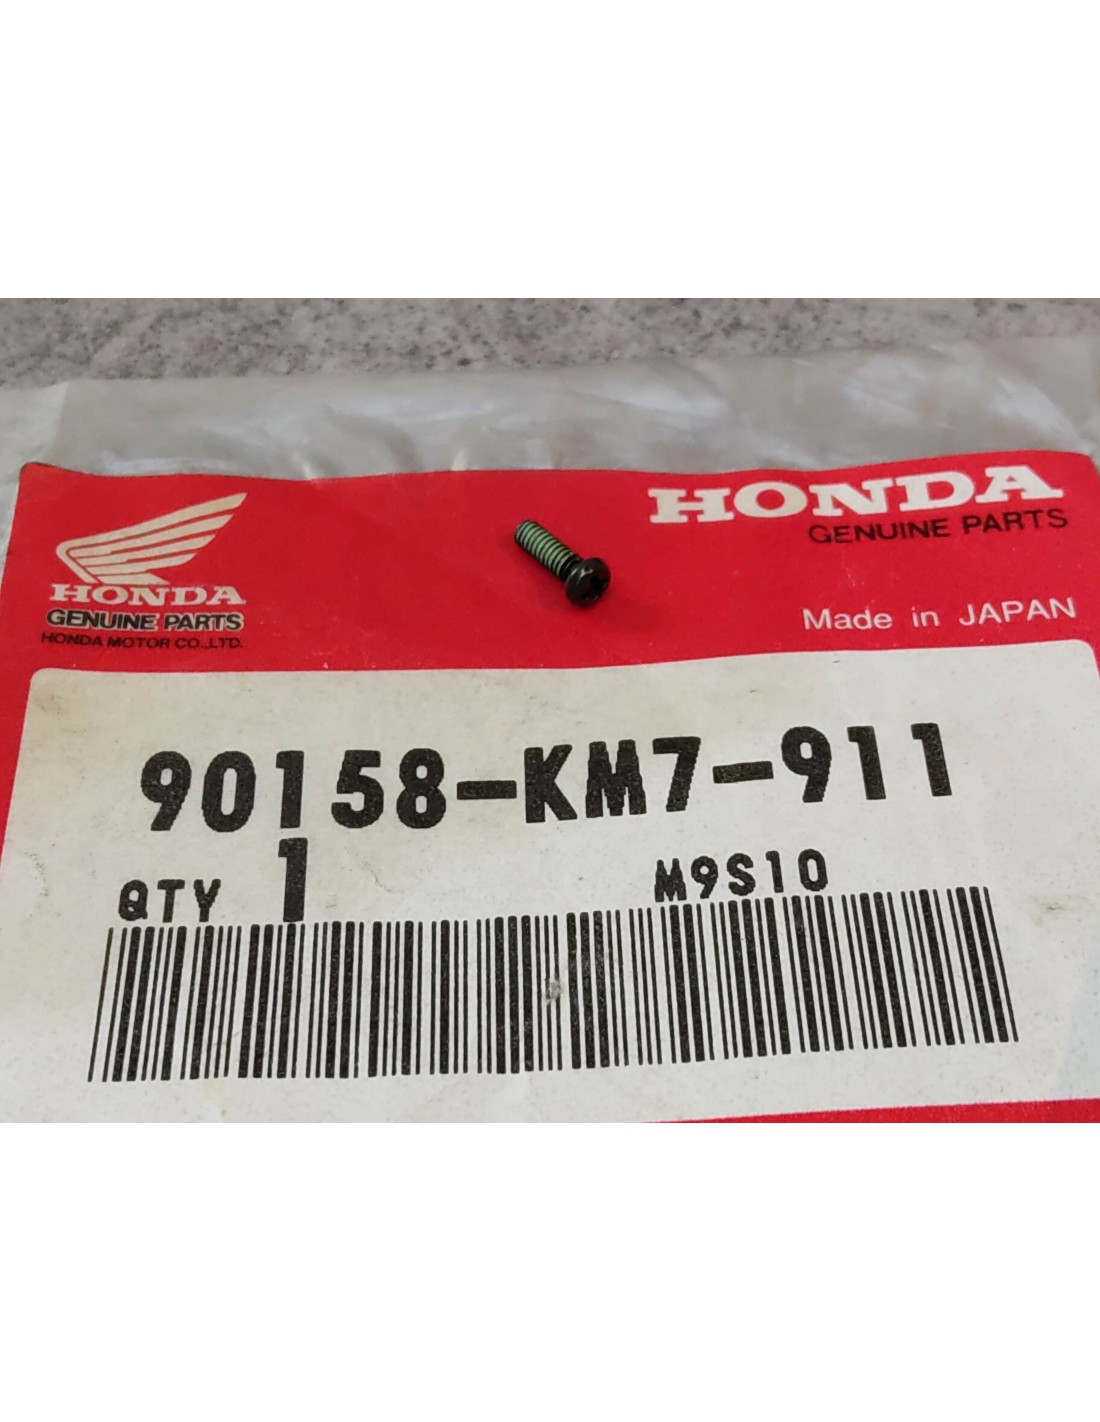 HONDA
GENUINE PARTS
HONDA MOTOR CO.,LTD.
HONDA
GENUINE PARTS
Made in JAPAN
90158-KM7-911
QTY 1 M9S10